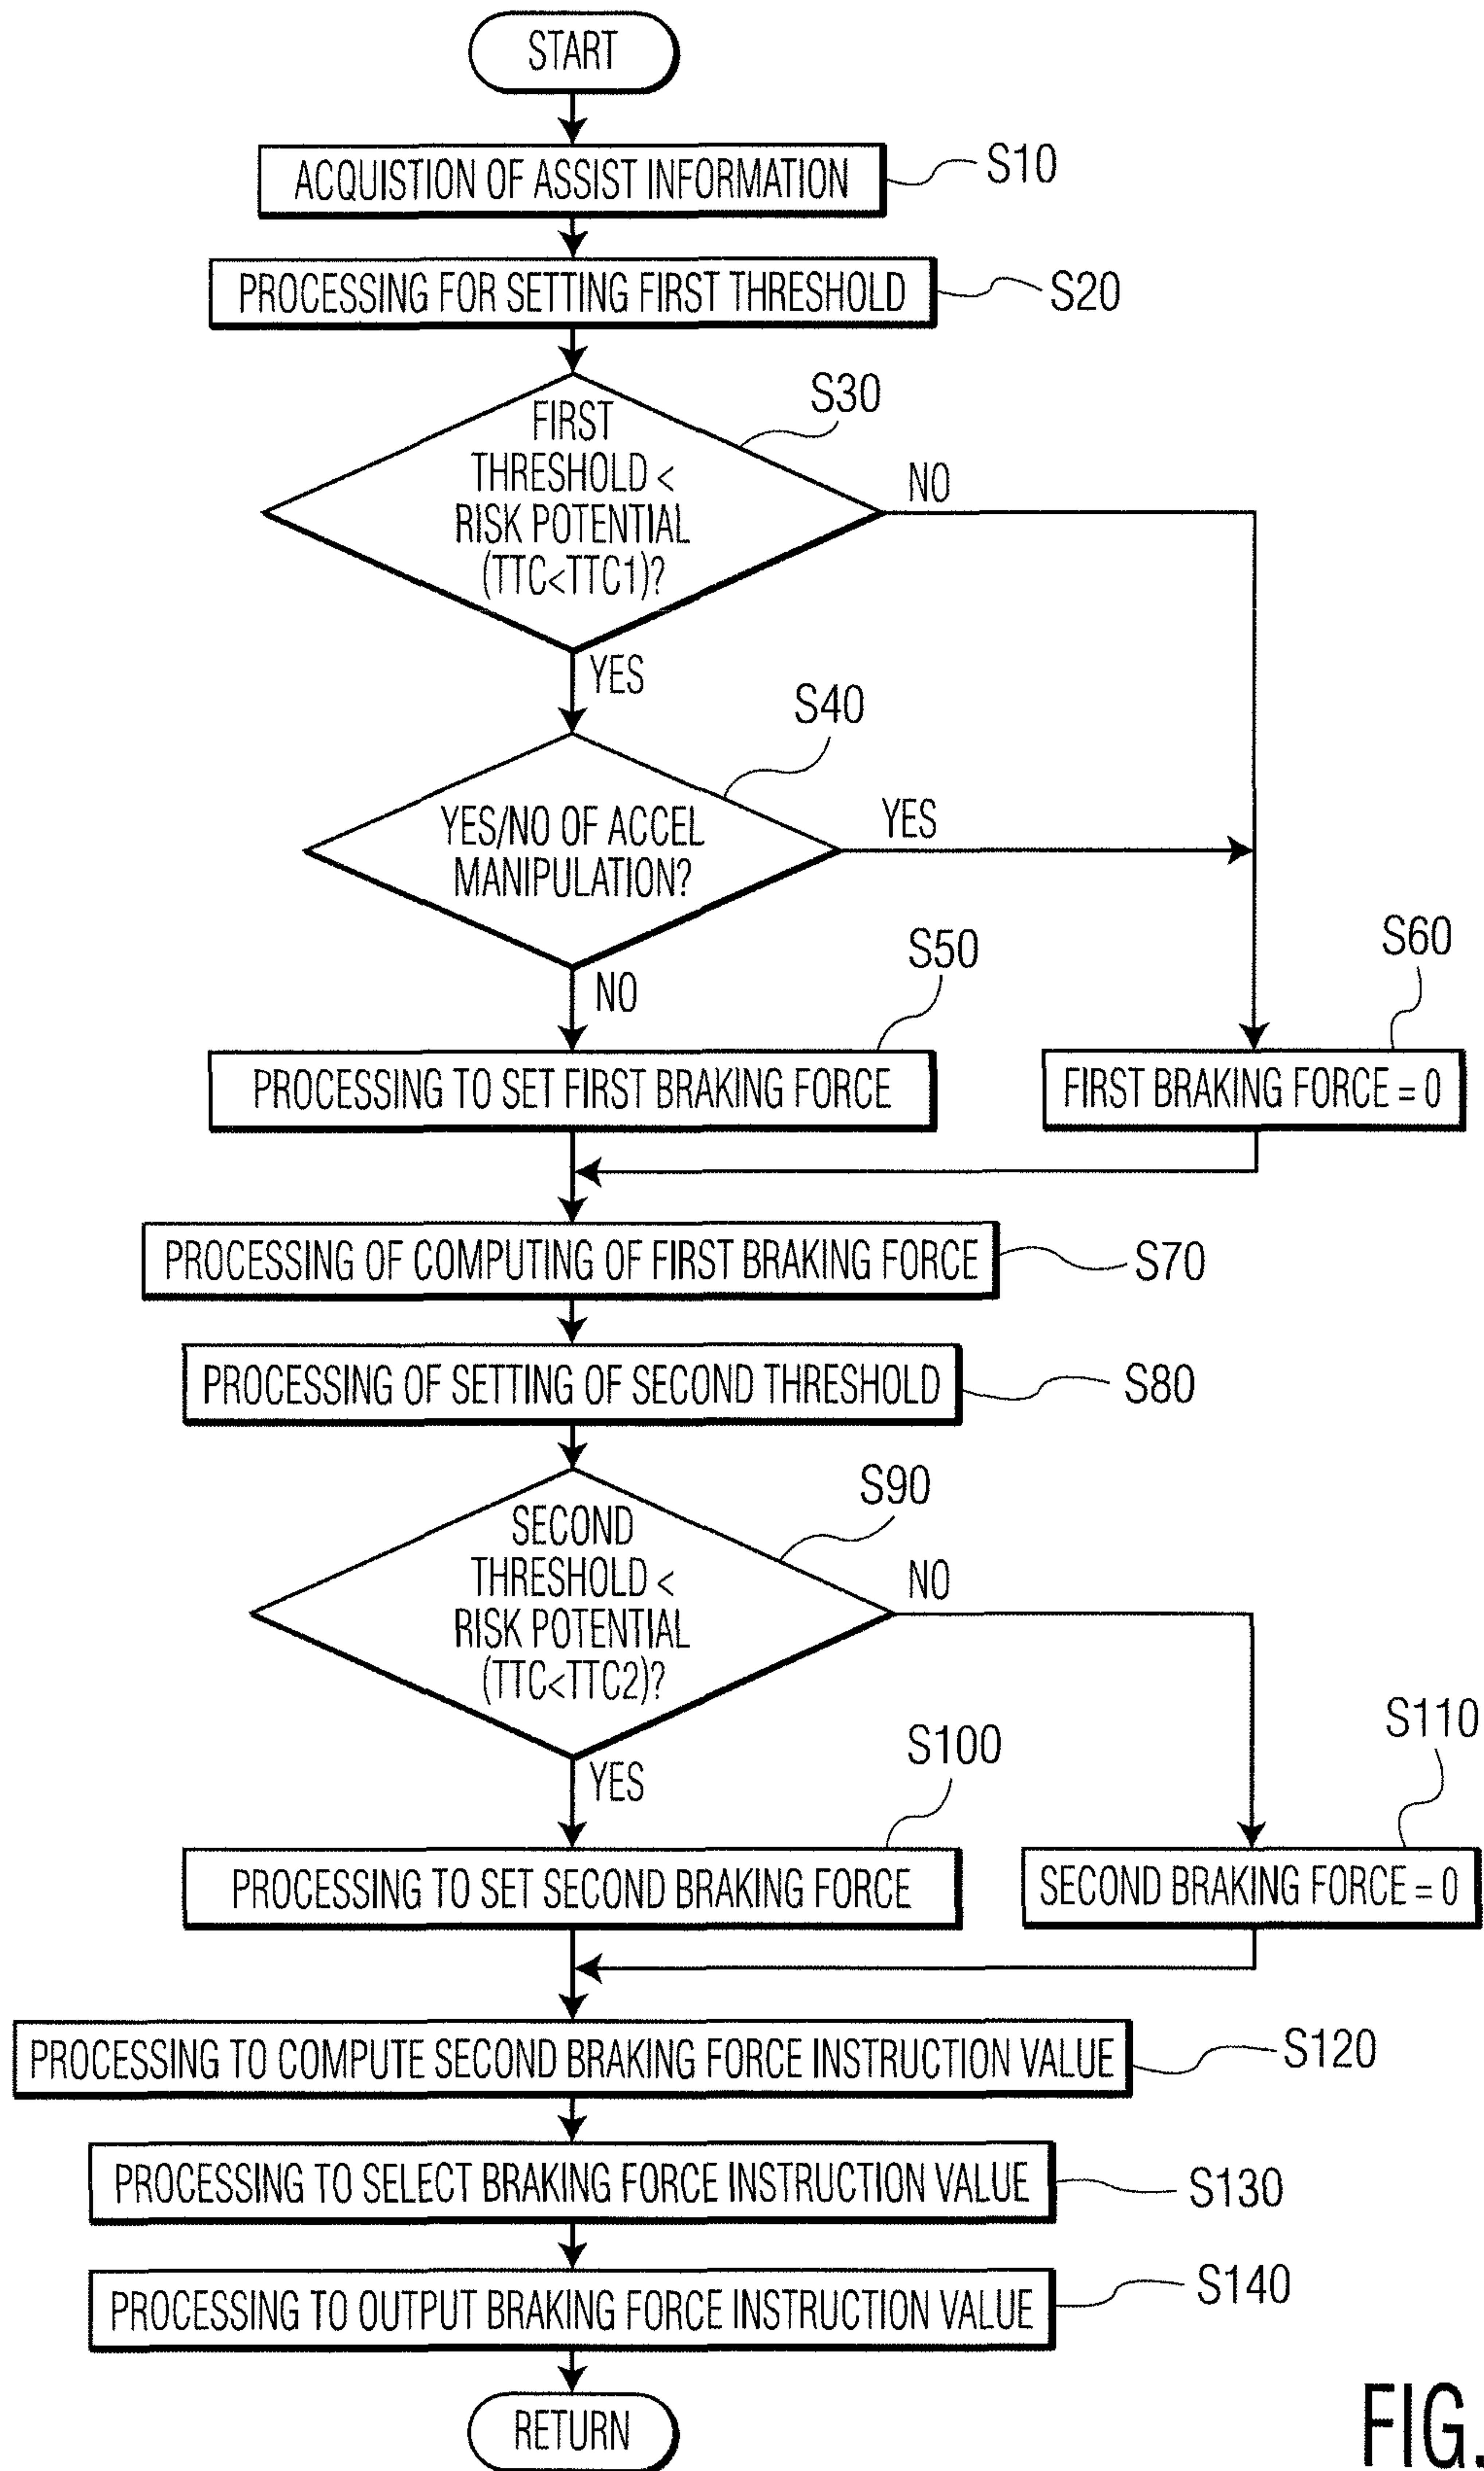 START
ACQUISTION OF ASSIST INFORMATION
S10
PROCESSING FOR SETTING FIRST THRESHOLD
S20
S30
FIRST
THRESHOLD <
RISK POTENTIAL
(TTC<TTC1)?
NO
YES
S40
YES/NO OF ACCEL
MANIPULATION?
YES
NO
S50
S60
PROCESSING TO SET FIRST BRAKING FORCE
FIRST BRAKING FORCE = 0
PROCESSING OF COMPUTING OF FIRST BRAKING FORCE
S70
PROCESSING OF SETTING OF SECOND THRESHOLD
S80
S90
SECOND
THRESHOLD <
RISK POTENTIAL
(TTC<TTC2)?
NO
YES
S100
S110
PROCESSING TO SET SECOND BRAKING FORCE
SECOND BRAKING FORCE = 0
PROCESSING TO COMPUTE SECOND BRAKING FORCE INSTRUCTION VALUE
S120
PROCESSING TO SELECT BRAKING FORCE INSTRUCTION VALUE
S130
PROCESSING TO OUTPUT BRAKING FORCE INSTRUCTION VALUE
S140
RETURN
FIG.